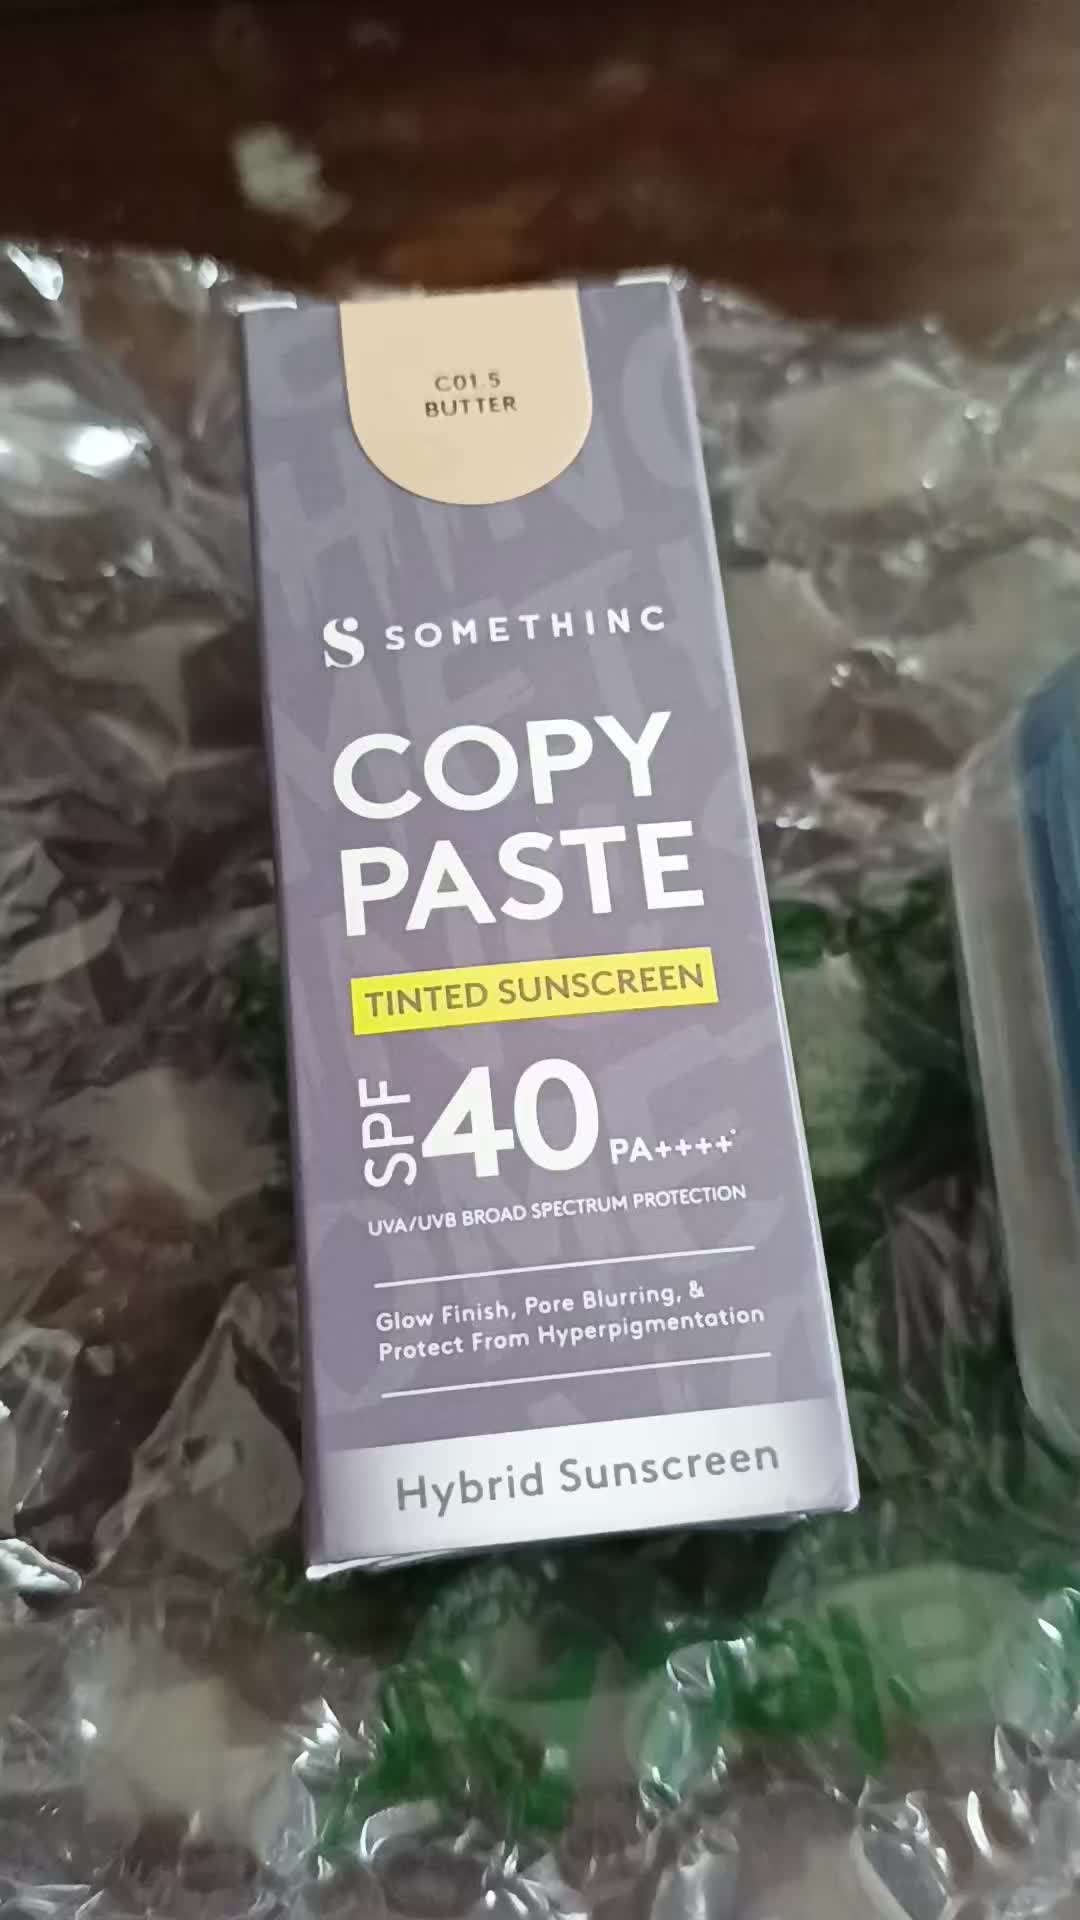 C01.5
BUTTER
SOMETHINC
COPY
PASTE
TINTED SUNSCREEN
SPF 40 PA++++*
UVA/UVB BROAD SPECTRUM PROTECTION
Glow Finish, Pore Blurring, &
Protect From Hyperpigmentation
Hybrid Sunscreen